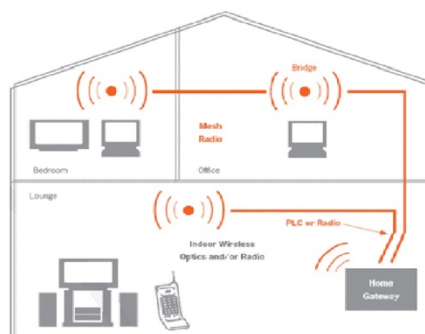 Bridge
Mesh
Radio
Bedroom
Office
Lounge
PLC or Radio
Indoor Wireless
Optics and/or Radio
Home
Gateway